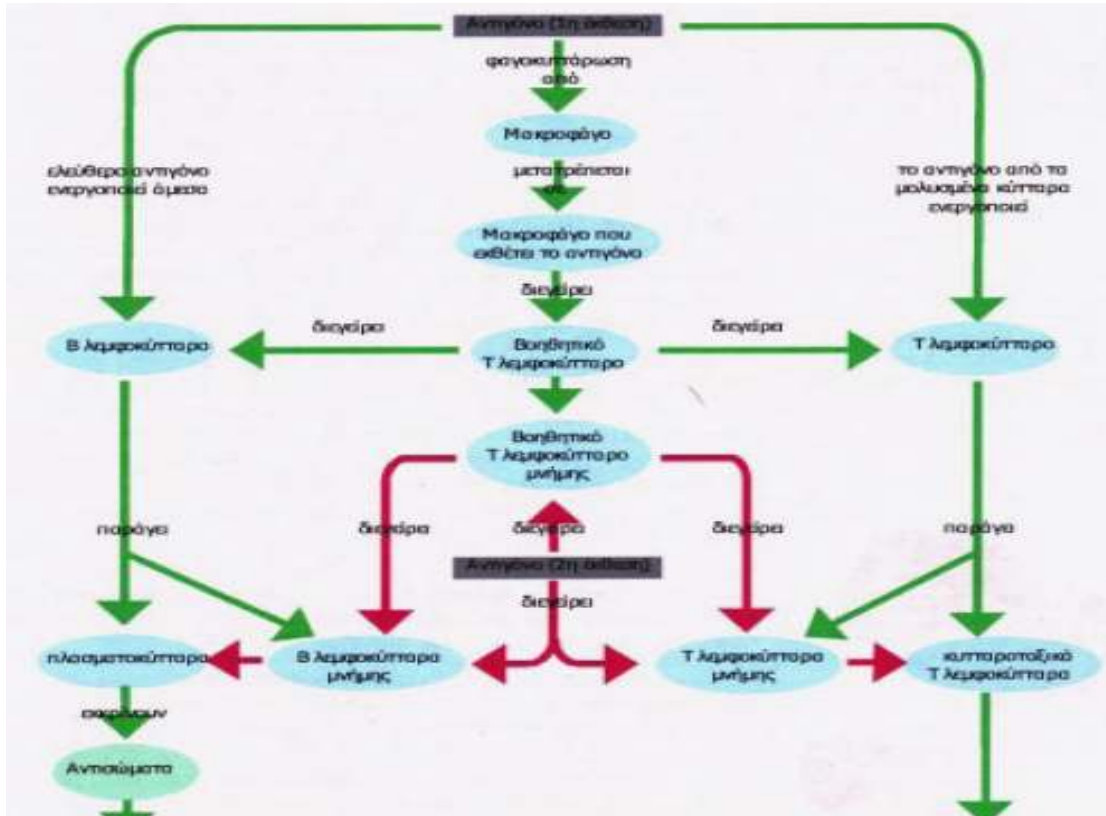 Αντιγόνο (1η έκθεση)
φαγοκυττάρωση
από
Μακροφάγο
ελεύθερο αντιγόνο
ενεργοποιεί άμεσα
μετατρέπεται
σε
το αντιγόνο από τα
μολυσμένα κύτταρα
ενεργοποιεί
Μακροφάγο που
εκθέτει το αντιγόνο
διεγείρει
Β λεμφοκύτταρο
διεγείρει
Βοηθητικό
Τ λεμφοκύτταρο
διεγείρει
Τ λεμφοκύτταρο
Βοηθητικό
Τ λεμφοκύτταρο
μνήμης
παράγει
διεγείρει
διεγείρει
διεγείρει
παράγει
Αντιγόνο (2η έκθεση)
διεγείρει
πλασματοκύτταρα
Β λεμφοκύτταρα
μνήμης
Τ λεμφοκύτταρα
μνήμης
κυτταροτοξικά
Τ λεμφοκύτταρα
εκκρίνουν
Αντισώματα